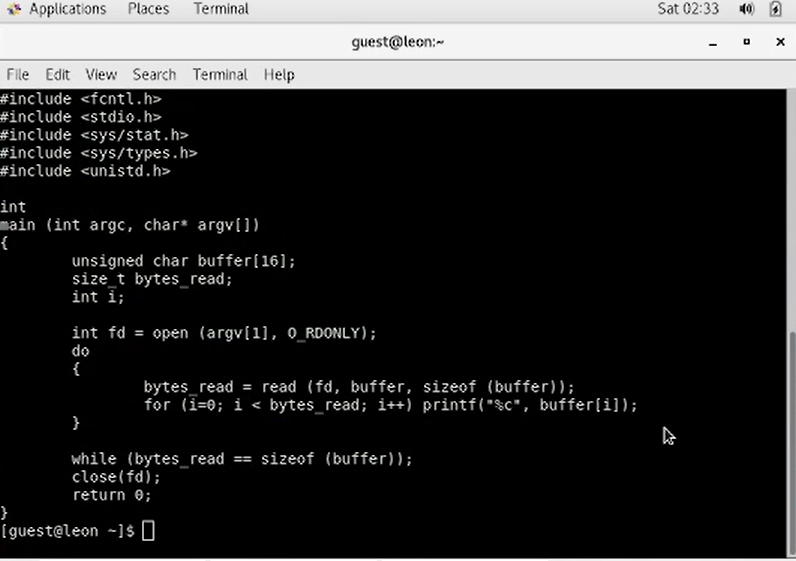 Applications Places Terminal Sat 02:33
guest@leon:~
File Edit View Search Terminal Help
#include <fcntl.h>
#include <stdio.h>
#include <sys/stat.h>
#include <sys/types.h>
#include <unistd.h>

int
main (int argc, char* argv[])
{
        unsigned char buffer[16];
        size_t bytes_read;
        int i;

        int fd = open (argv[1], O_RDONLY);
        do
        {
                bytes_read = read (fd, buffer, sizeof (buffer));
                for (i=0; i < bytes_read; i++) printf("%c", buffer[i]);
        }

        while (bytes_read == sizeof (buffer));
        close(fd);
        return 0;
}
[guest@leon ~]$